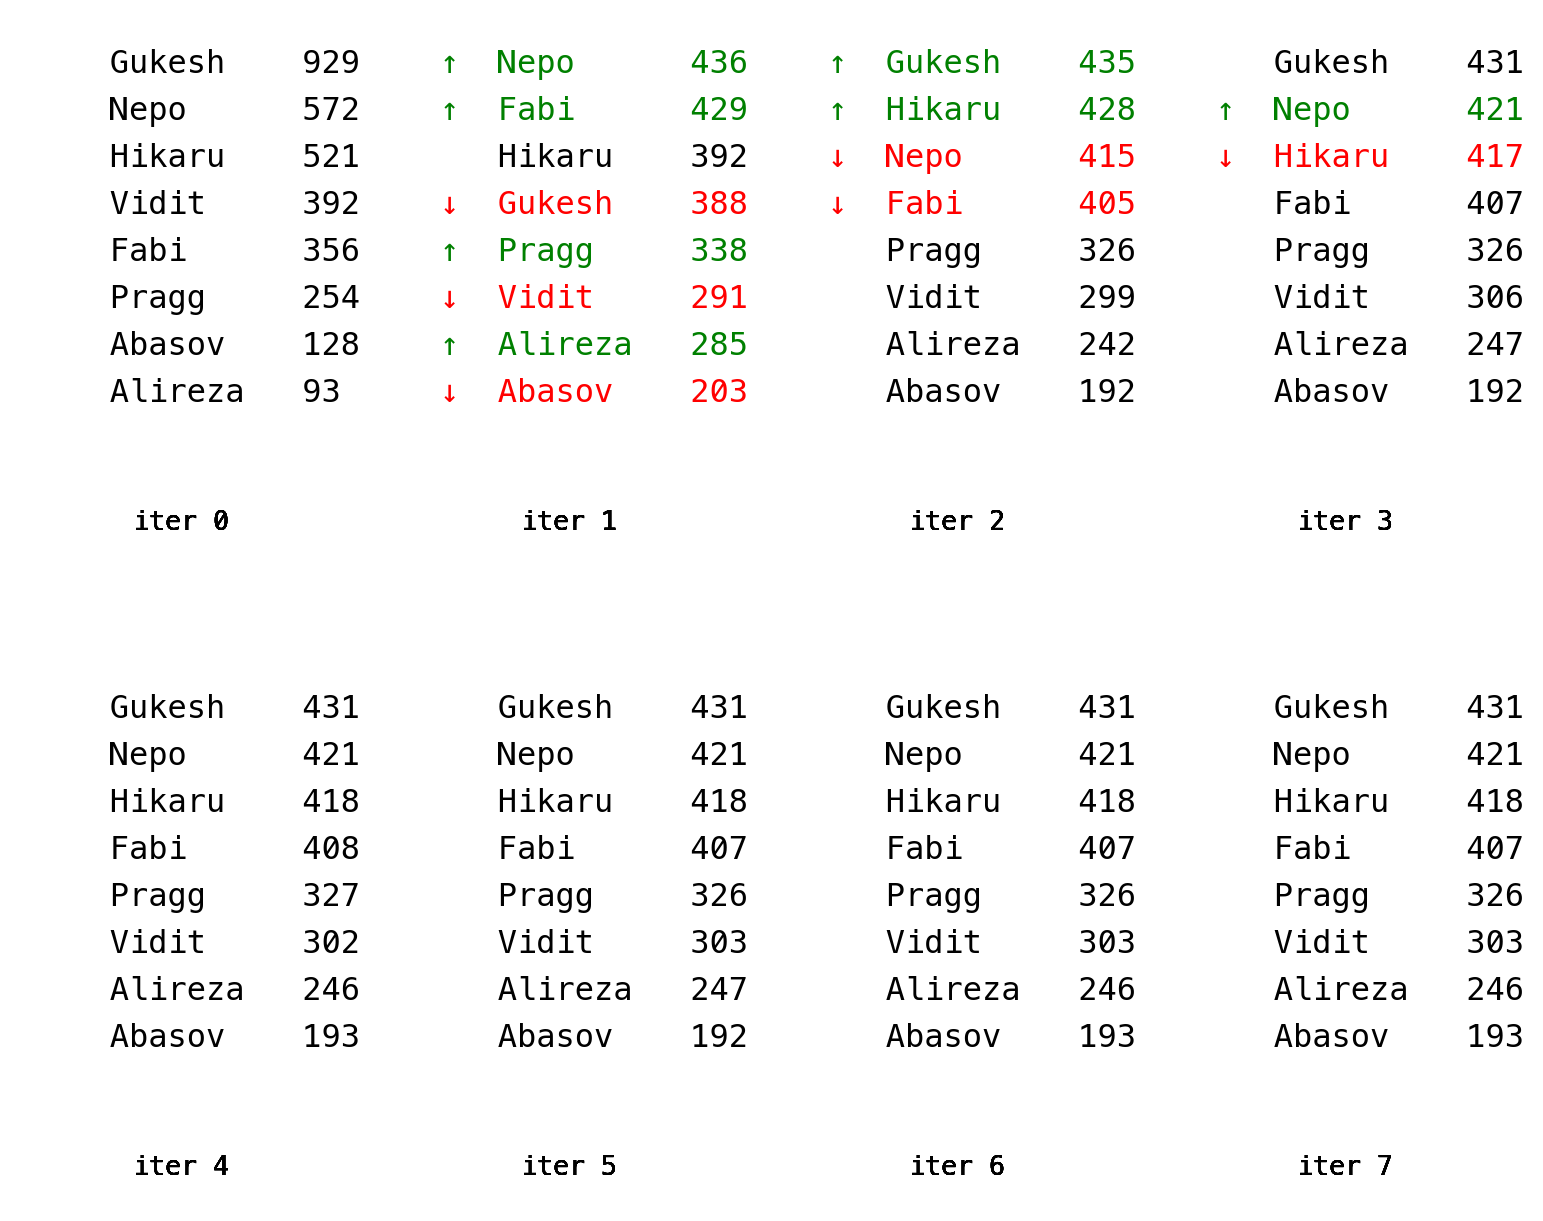 Gukesh 929 ↑ Nepo 436 ↑ Gukesh 435 Gukesh 431
Nepo 572 ↑ Fabi 429 ↑ Hikaru 428 ↑ Nepo 421
Hikaru 521 Hikaru 392 ↓ Nepo 415 ↓ Hikaru 417
Vidit 392 ↓ Gukesh 388 ↓ Fabi 405 Fabi 407
Fabi 356 ↑ Pragg 338 Pragg 326 Pragg 326
Pragg 254 ↓ Vidit 291 Vidit 299 Vidit 306
Abasov 128 ↑ Alireza 285 Alireza 242 Alireza 247
Alireza 93 ↓ Abasov 203 Abasov 192 Abasov 192
iter 0 iter 1 iter 2 iter 3
Gukesh 431 Gukesh 431 Gukesh 431 Gukesh 431
Nepo 421 Nepo 421 Nepo 421 Nepo 421
Hikaru 418 Hikaru 418 Hikaru 418 Hikaru 418
Fabi 408 Fabi 407 Fabi 407 Fabi 407
Pragg 327 Pragg 326 Pragg 326 Pragg 326
Vidit 302 Vidit 303 Vidit 303 Vidit 303
Alireza 246 Alireza 247 Alireza 246 Alireza 246
Abasov 193 Abasov 192 Abasov 193 Abasov 193
iter 4 iter 5 iter 6 iter 7